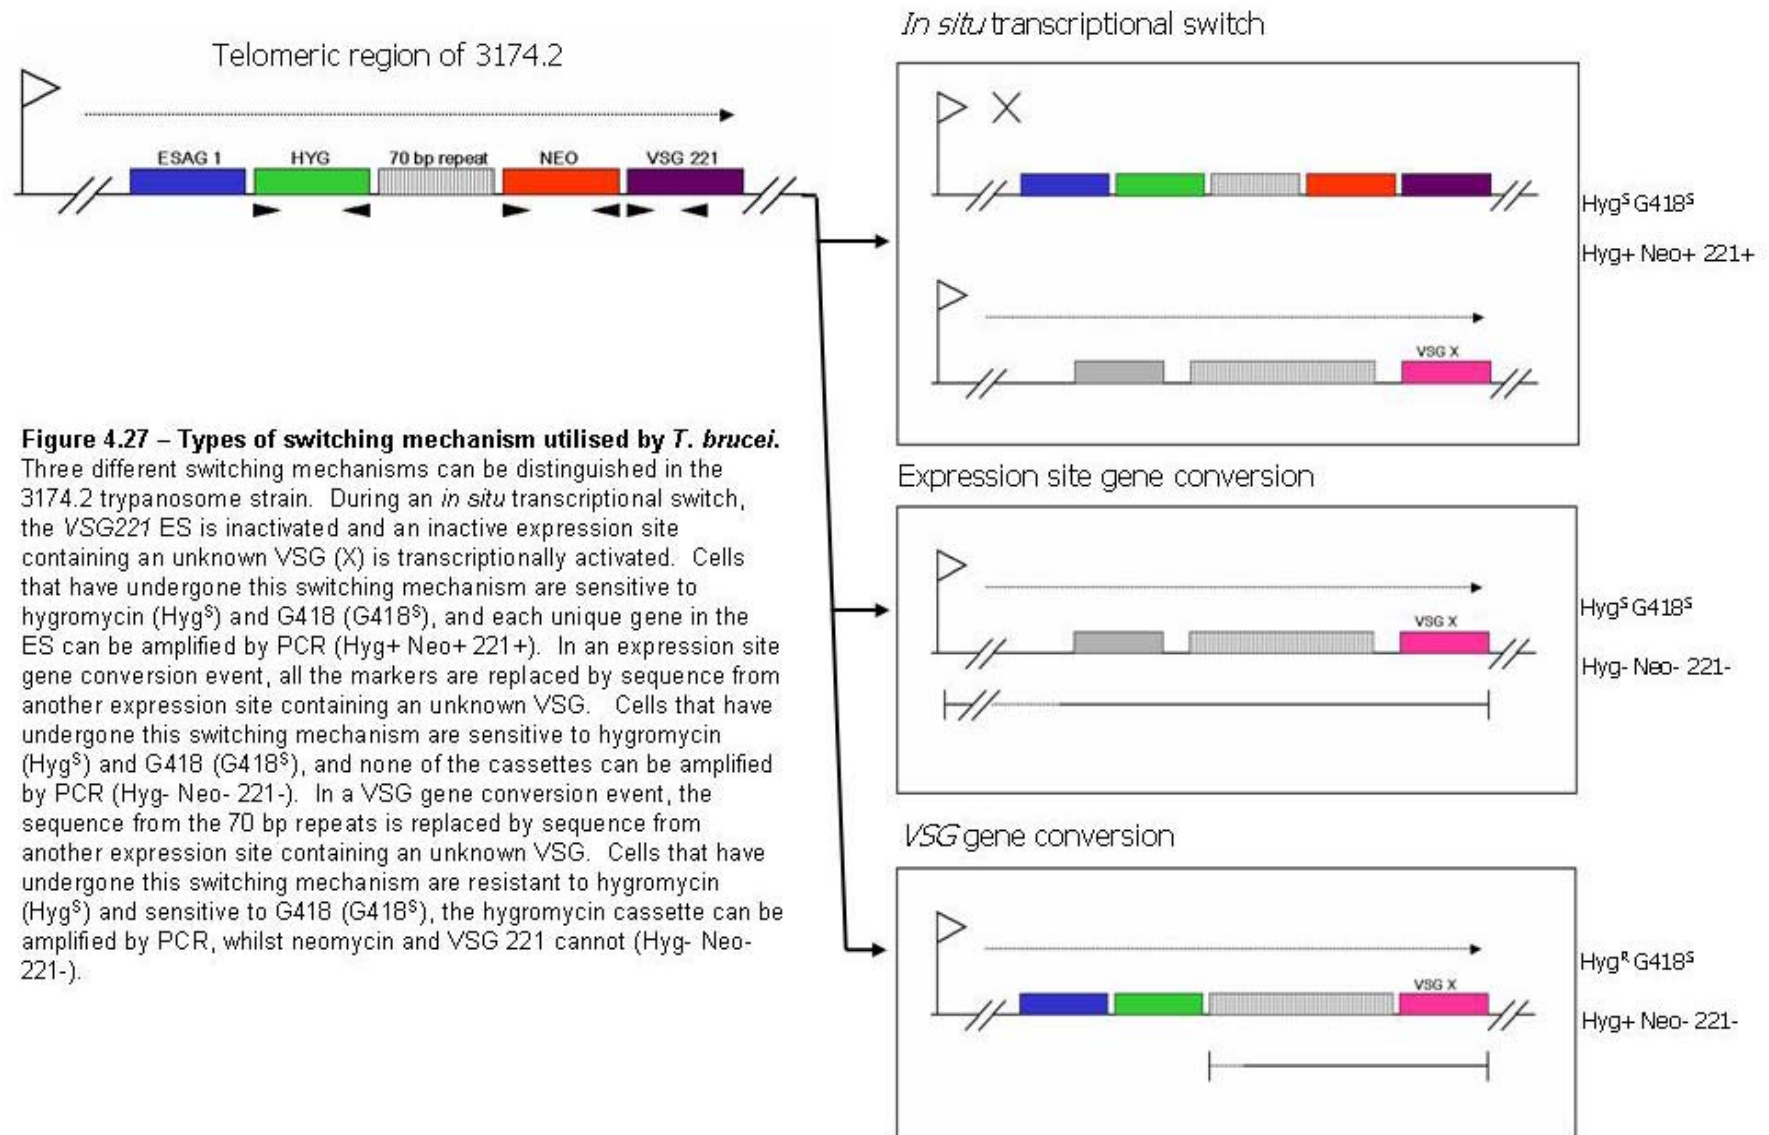 Telomeric region of 3174.2
ESAG 1 HYG 70 bp repeat NEO VSG 221
Figure 4.27 – Types of switching mechanism utilised by T. brucei.
Three different switching mechanisms can be distinguished in the
3174.2 trypanosome strain. During an in situ transcriptional switch,
the VSG221 ES is inactivated and an inactive expression site
containing an unknown VSG (X) is transcriptionally activated. Cells
that have undergone this switching mechanism are sensitive to
hygromycin (Hygˢ) and G418 (G418ˢ), and each unique gene in the
ES can be amplified by PCR (Hyg+ Neo+ 221+). In an expression site
gene conversion event, all the markers are replaced by sequence from
another expression site containing an unknown VSG. Cells that have
undergone this switching mechanism are sensitive to hygromycin
(Hygˢ) and G418 (G418ˢ), and none of the cassettes can be amplified
by PCR (Hyg- Neo- 221-). In a VSG gene conversion event, the
sequence from the 70 bp repeats is replaced by sequence from
another expression site containing an unknown VSG. Cells that have
undergone this switching mechanism are resistant to hygromycin
(Hygˢ) and sensitive to G418 (G418ˢ), the hygromycin cassette can be
amplified by PCR, whilst neomycin and VSG 221 cannot (Hyg- Neo-
221-).
In situ transcriptional switch
HygˢG418ˢ
Hyg+ Neo+ 221+
VSG X
Expression site gene conversion
HygˢG418ˢ
VSG X
Hyg- Neo- 221-
VSG gene conversion
HygᴿG418ˢ
VSG X
Hyg+ Neo- 221-